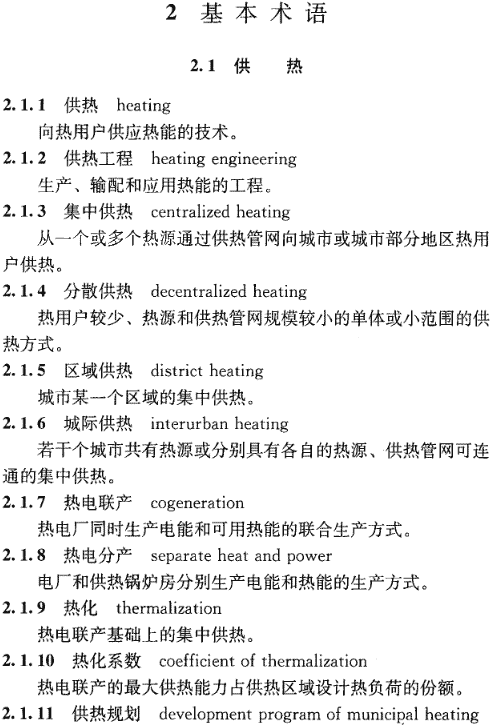 2 基本术语
2.1 供 热
2.1.1 供热 heating
向热用户供应热能的技术。
2.1.2 供热工程 heating engineering
生产、输配和应用热能的工程。
2.1.3 集中供热 centralized heating
从一个或多个热源通过供热管网向城市或城市部分地区热用
户供热。
2.1.4 分散供热 decentralized heating
热用户较少、热源和供热管网规模较小的单体或小范围的供
热方式。
2.1.5 区域供热 district heating
城市某一个区域的集中供热。
2.1.6 城际供热 interurban heating
若干个城市共有热源或分别具有各自的热源、供热管网可连
通的集中供热。
2.1.7 热电联产 cogeneration
热电厂同时生产电能和可用热能的联合生产方式。
2.1.8 热电分产 separate heat and power
电厂和供热锅炉房分别生产电能和热能的生产方式。
2.1.9 热化 thermalization
热电联产基础上的集中供热。
2.1.10 热化系数 coefficient of thermalization
热电联产的最大供热能力占供热区域设计热负荷的份额。
2.1.11 供热规划 development program of municipal heating